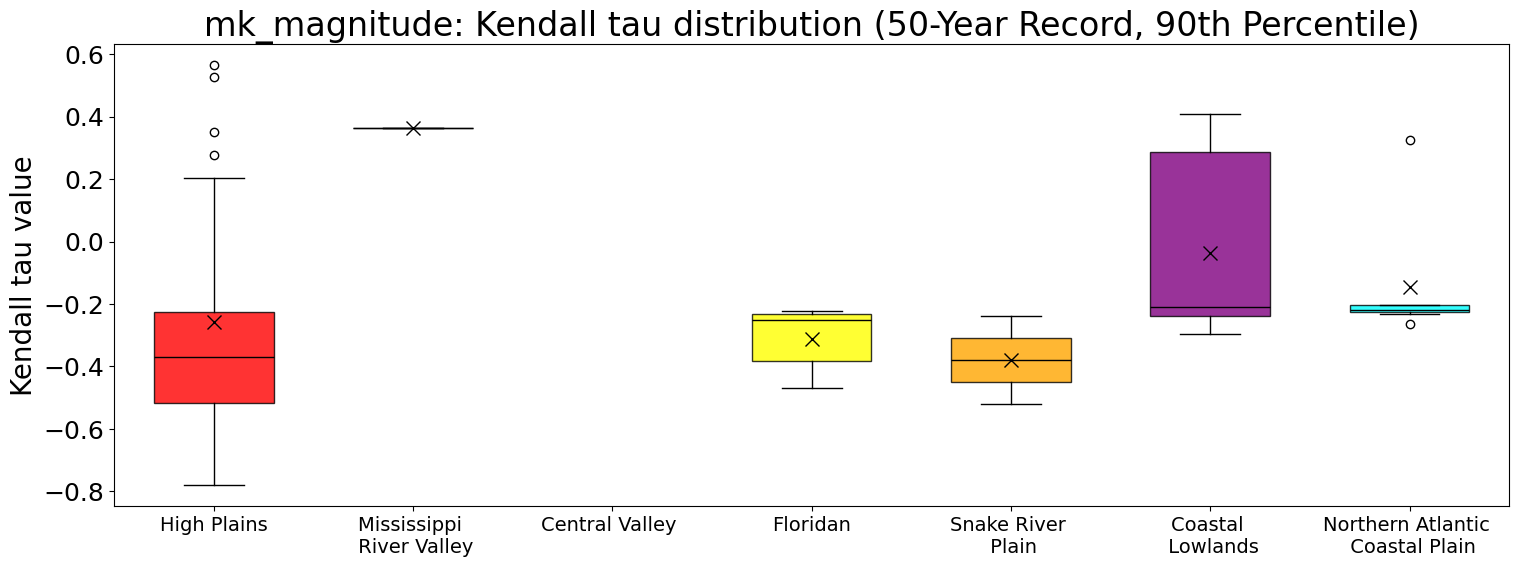 mk_magnitude: Kendall tau distribution (50-Year Record, 90th Percentile)
Kendall tau value
0.6
0.4
0.2
0.0
−0.2
−0.4
−0.6
−0.8
High Plains
Mississippi
River Valley
Central Valley
Floridan
Snake River
Plain
Coastal
Lowlands
Northern Atlantic
Coastal Plain